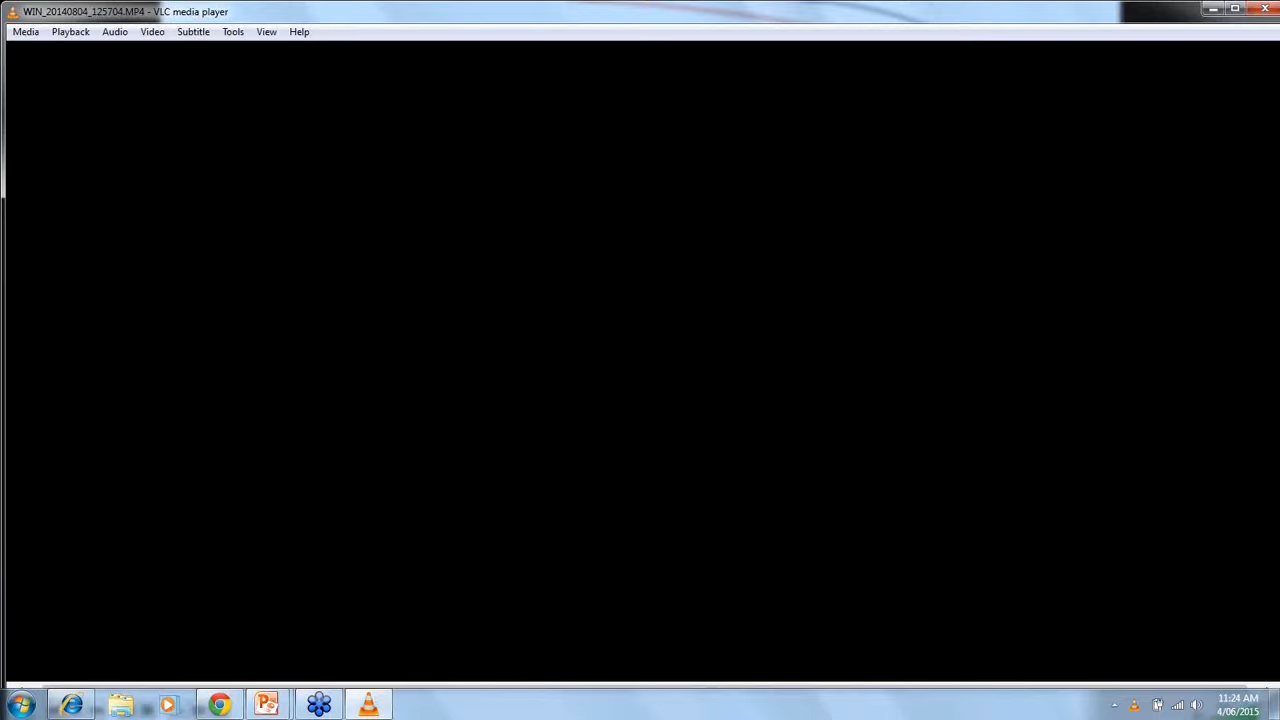 WIN_20140804_125704.MP4 - VLC media player
Media Playback Audio Video Subtitle Tools View Help
11:24 AM
4/06/2015